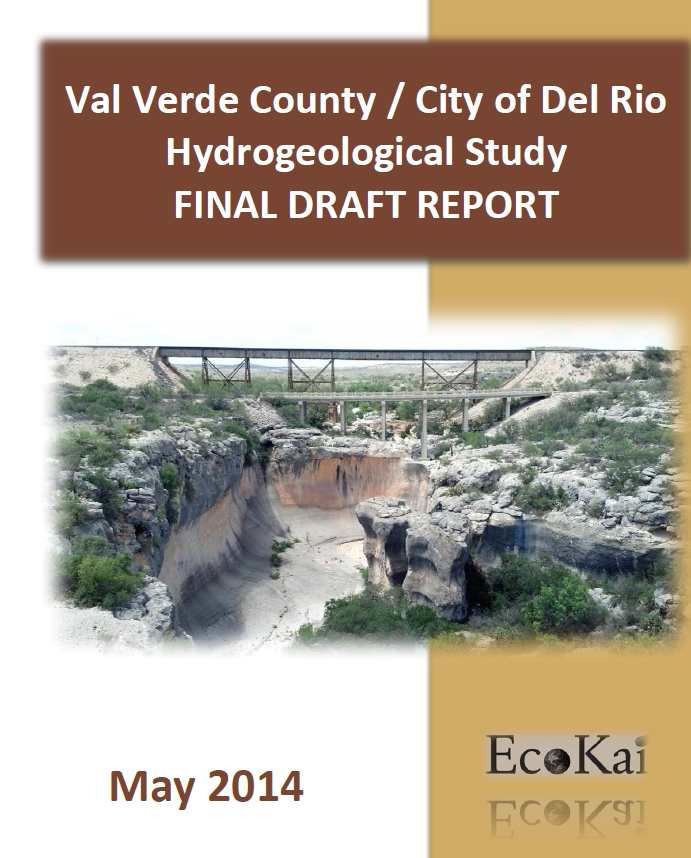 Val Verde County / City of Del Rio
Hydrogeological Study
FINAL DRAFT REPORT
May 2014
EcoKai